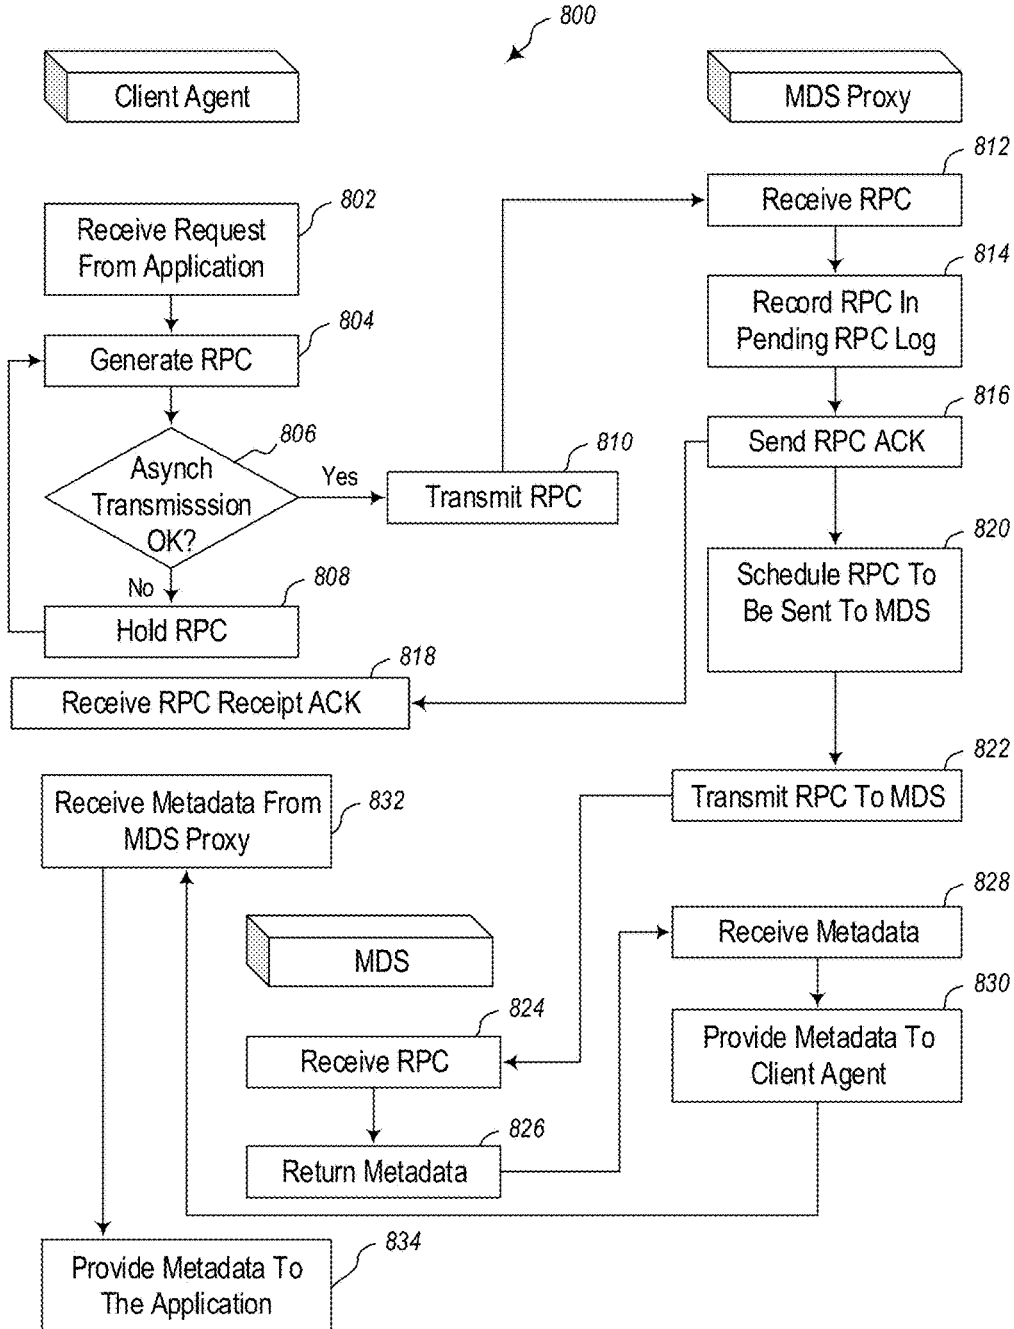 800
Client Agent
MDS Proxy
802
Receive Request
From Application
804
Generate RPC
806
Asynch
Transmisssion
OK?
Yes
No
808
Hold RPC
810
Transmit RPC
812
Receive RPC
814
Record RPC In
Pending RPC Log
816
Send RPC ACK
818
Receive RPC Receipt ACK
820
Schedule RPC To
Be Sent To MDS
822
Transmit RPC To MDS
MDS
824
Receive RPC
826
Return Metadata
828
Receive Metadata
830
Provide Metadata To
Client Agent
832
Receive Metadata From
MDS Proxy
834
Provide Metadata To
The Application